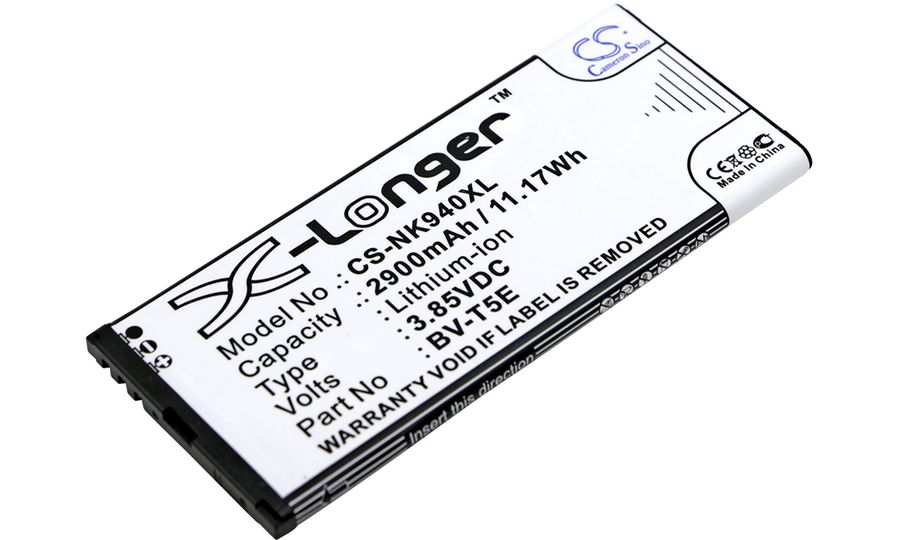 CS
Cameron Sino
X-Longer™
Model No : CS-NK940XL
Capacity : 2900mAh / 11.17Wh
Type : Lithium-ion
Volts : 3.85VDC
Part No : BV-T5E
WARRANTY VOID IF LABEL IS REMOVED
Insert this direction
CE
Made in China